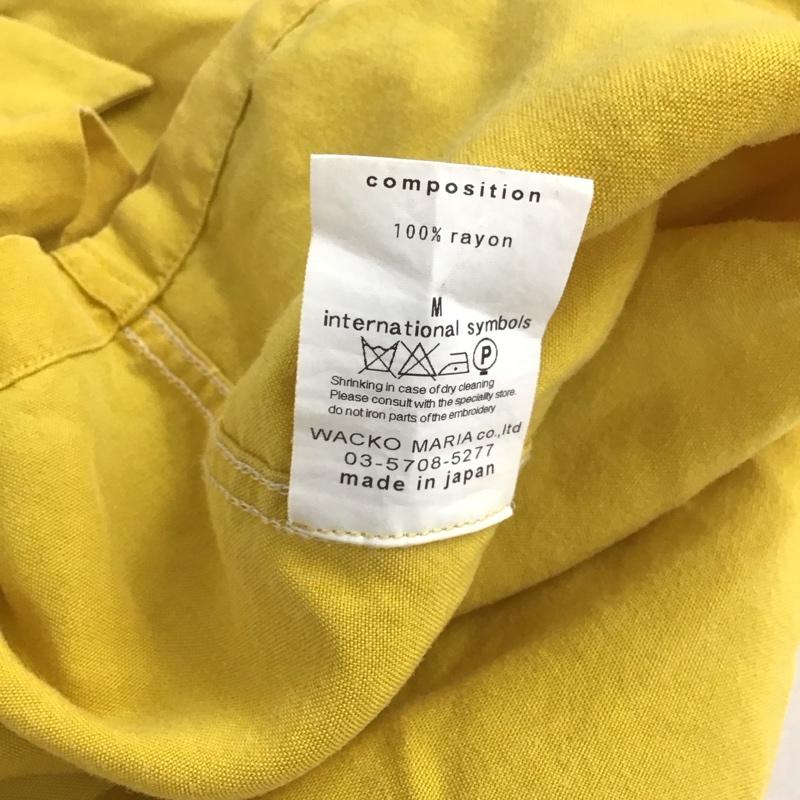 composition
100% rayon
M
international symbols
P
Shrinking in case of dry cleaning
Please consult with the speciality store.
do not iron parts of the embroidery
WACKO MARIA co.,ltd
03-5708-5277
made in japan